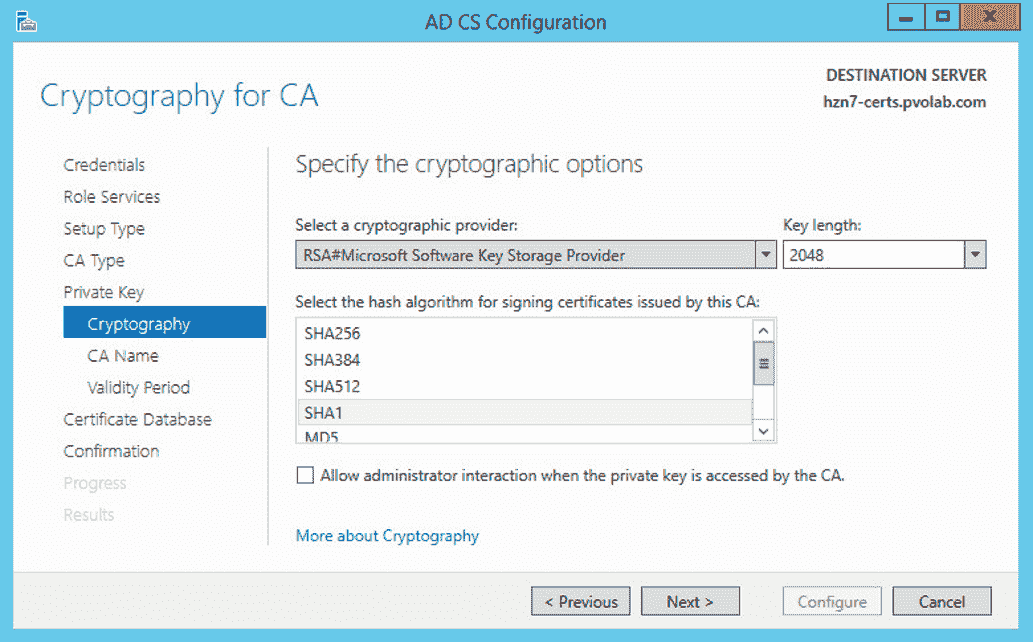 AD CS Configuration
Cryptography for CA
DESTINATION SERVER
hzn7-certs.pvolab.com
Credentials
Role Services
Setup Type
CA Type
Private Key
Cryptography
CA Name
Validity Period
Certificate Database
Confirmation
Progress
Results
Specify the cryptographic options
Select a cryptographic provider:
Key length:
RSA#Microsoft Software Key Storage Provider
2048
Select the hash algorithm for signing certificates issued by this CA:
SHA256
SHA384
SHA512
SHA1
MD5
Allow administrator interaction when the private key is accessed by the CA.
More about Cryptography
< Previous
Next >
Configure
Cancel